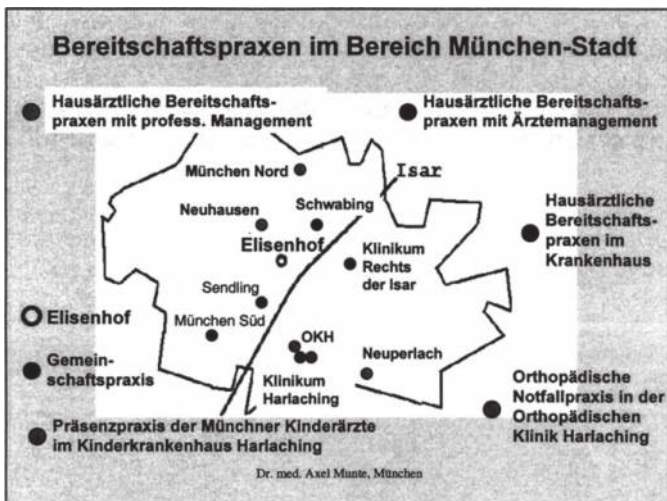 Bereitschaftspraxen im Bereich München-Stadt
Hausärztliche Bereitschafts-
praxen mit profess. Management
Hausärztliche Bereitschafts-
praxen mit Ärztemanagement
München Nord
Isar
Neuhausen
Schwabing
Elisenhof
Klinikum
Rechts
der Isar
Hausärztliche
Bereitschafts-
praxen im
Krankenhaus
Sendling
München Süd
OKH
Klinikum
Harlaching
Neuperlach
Elisenhof
Gemein-
schaftspraxis
Präsenzpraxis der Münchner Kinderärzte
im Kinderkrankenhaus Harlaching
Orthopädische
Notfallpraxis in der
Orthopädischen
Klinik Harlaching
Dr. med. Axel Munte, München